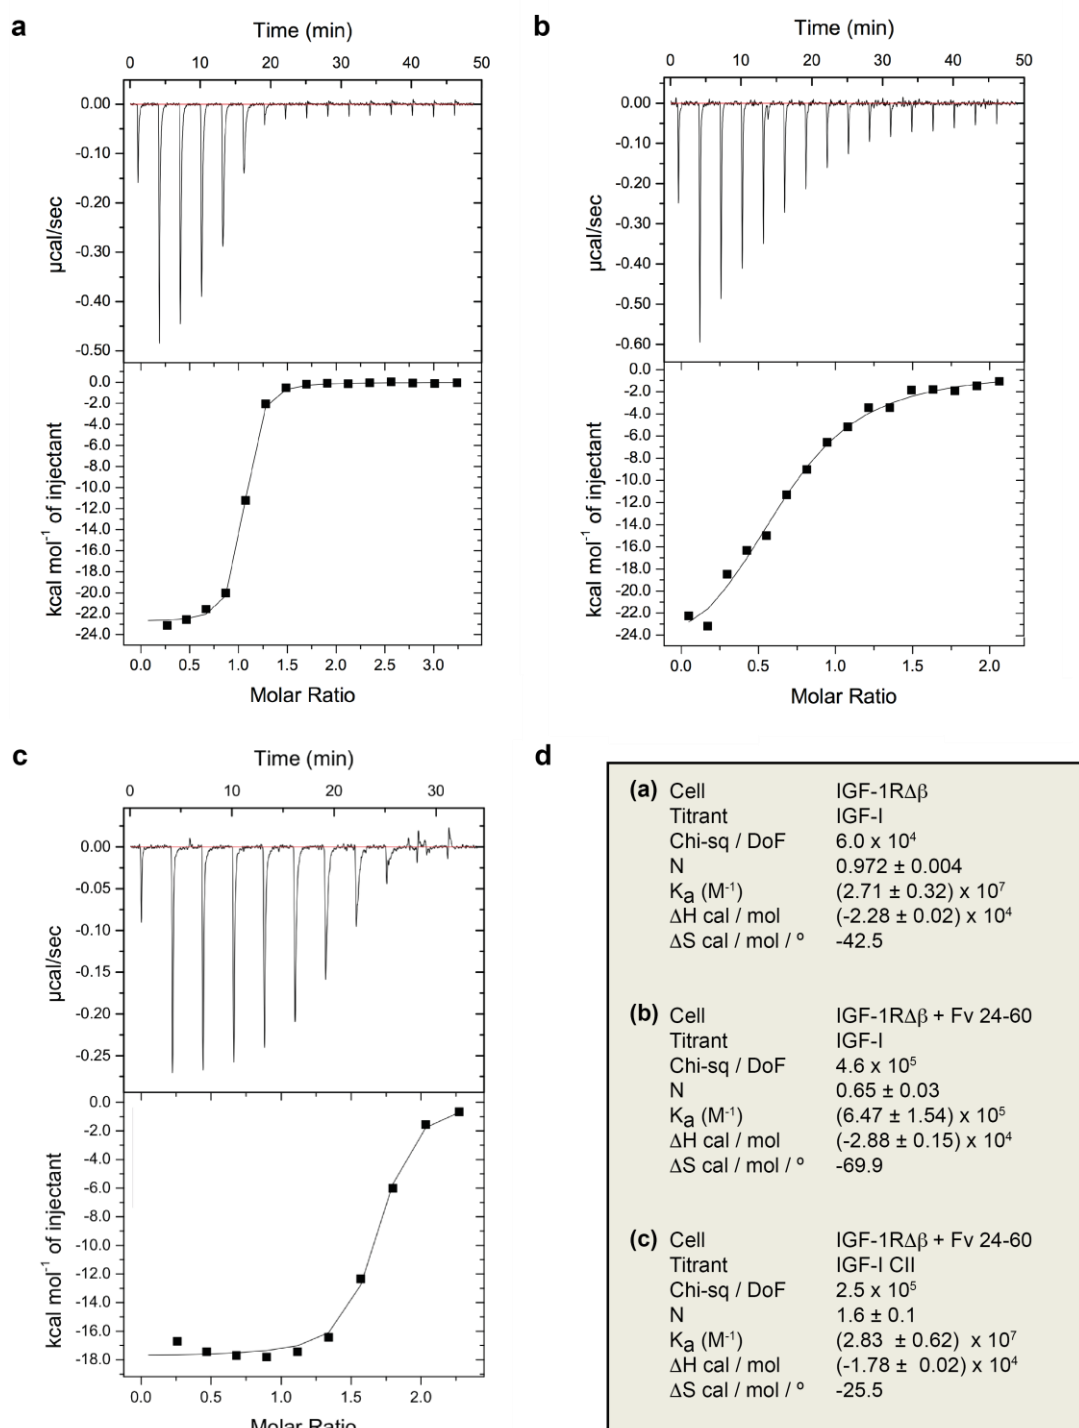 a
Time (min)
0 10 20 30 40 50
0.00
-0.10
-0.20
-0.30
-0.40
-0.50
µcal/sec
0.0
-2.0
-4.0
-6.0
-8.0
-10.0
-12.0
-14.0
-16.0
-18.0
-20.0
-22.0
-24.0
kcal mol⁻¹ of injectant
0.0 0.5 1.0 1.5 2.0 2.5 3.0
Molar Ratio
b
Time (min)
0 10 20 30 40 50
0.00
-0.10
-0.20
-0.30
-0.40
-0.50
-0.60
µcal/sec
0.0
-2.0
-4.0
-6.0
-8.0
-10.0
-12.0
-14.0
-16.0
-18.0
-20.0
-22.0
-24.0
kcal mol⁻¹ of injectant
0.0 0.5 1.0 1.5 2.0
Molar Ratio
c
Time (min)
0 10 20 30
0.00
-0.05
-0.10
-0.15
-0.20
-0.25
µcal/sec
0.0
-2.0
-4.0
-6.0
-8.0
-10.0
-12.0
-14.0
-16.0
-18.0
kcal mol⁻¹ of injectant
0.0 0.5 1.0 1.5 2.0
Molar Ratio
d
(a) Cell IGF-1RΔβ
Titrant IGF-I
Chi-sq / DoF 6.0 x 10⁴
N 0.972 ± 0.004
Ka (M⁻¹) (2.71 ± 0.32) x 10⁷
ΔH cal / mol (-2.28 ± 0.02) x 10⁴
ΔS cal / mol / º -42.5
(b) Cell IGF-1RΔβ + Fv 24-60
Titrant IGF-I
Chi-sq / DoF 4.6 x 10⁵
N 0.65 ± 0.03
Ka (M⁻¹) (6.47 ± 1.54) x 10⁵
ΔH cal / mol (-2.88 ± 0.15) x 10⁴
ΔS cal / mol / º -69.9
(c) Cell IGF-1RΔβ + Fv 24-60
Titrant IGF-I CII
Chi-sq / DoF 2.5 x 10⁵
N 1.6 ± 0.1
Ka (M⁻¹) (2.83 ± 0.62) x 10⁷
ΔH cal / mol (-1.78 ± 0.02) x 10⁴
ΔS cal / mol / º -25.5